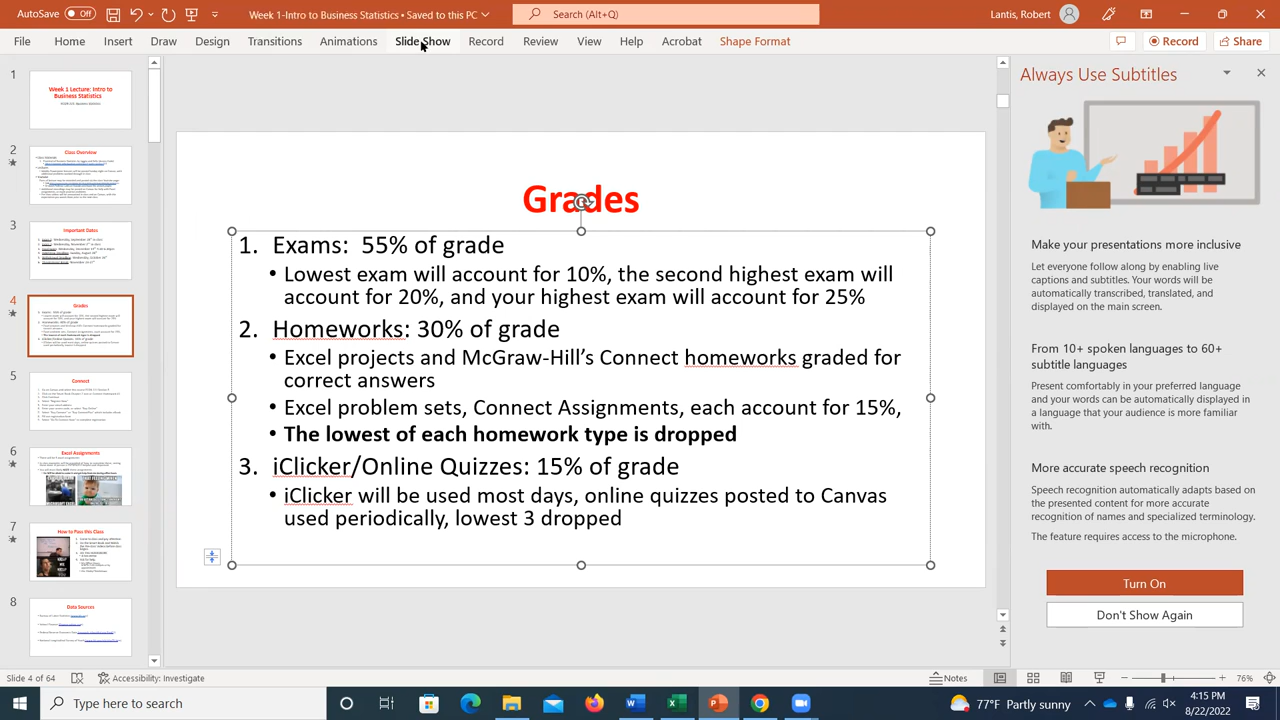 AutoSave Off
Week 1 ... - Saved to this PC
Search (Alt+Q)
Lantis, Robert
File Home Insert Draw Design Transitions Animations Slide Show Record Review View Help Acrobat Shape Format
Record Share
1
Week 1 Lecture: Intro to
Business Statistics
2
Class Overview
3
Important Dates
4
Grades
5
Connect
6
Excel Assignments
7
How to Pass this Class
8
Data Sources
Grades
1. Exams: 55% of grade
• Lowest exam will account for 10%, the second highest exam will
account for 20%, and your highest exam will account for 25%
2. Homeworks: 30% of grade
• Excel projects and McGraw-Hill’s Connect homeworks graded for
correct answers
• Excel problem sets, Connect Assignments, each account for 15%,
• The lowest of each homework type is dropped
3. iClicker/Online Quizzes: 15% of grade
• iClicker will be used most days, online quizzes posted to Canvas
used periodically, lowest 3 dropped
Always Use Subtitles
Make your presentations more inclusive
Let everyone follow along by enabling live
captions and subtitles. Your words will be
automatically transcribed, translated, and
displayed on the main screen.
From 10+ spoken languages to 60+
subtitle languages
Present comfortably in your preferred language
and your words can be automatically displayed in
a language that your audience is more familiar
with.
More accurate speech recognition
Speech recognition automatically adapts based on
the presented content for more accurate
recognition of names and specialized terminology.
The feature requires access to the microphone.
Turn On
Don't Show Again
Slide 4 of 64
Accessibility: Investigate
Notes
76%
Type here to search
77°F Partly sunny
4:15 PM
8/22/2022